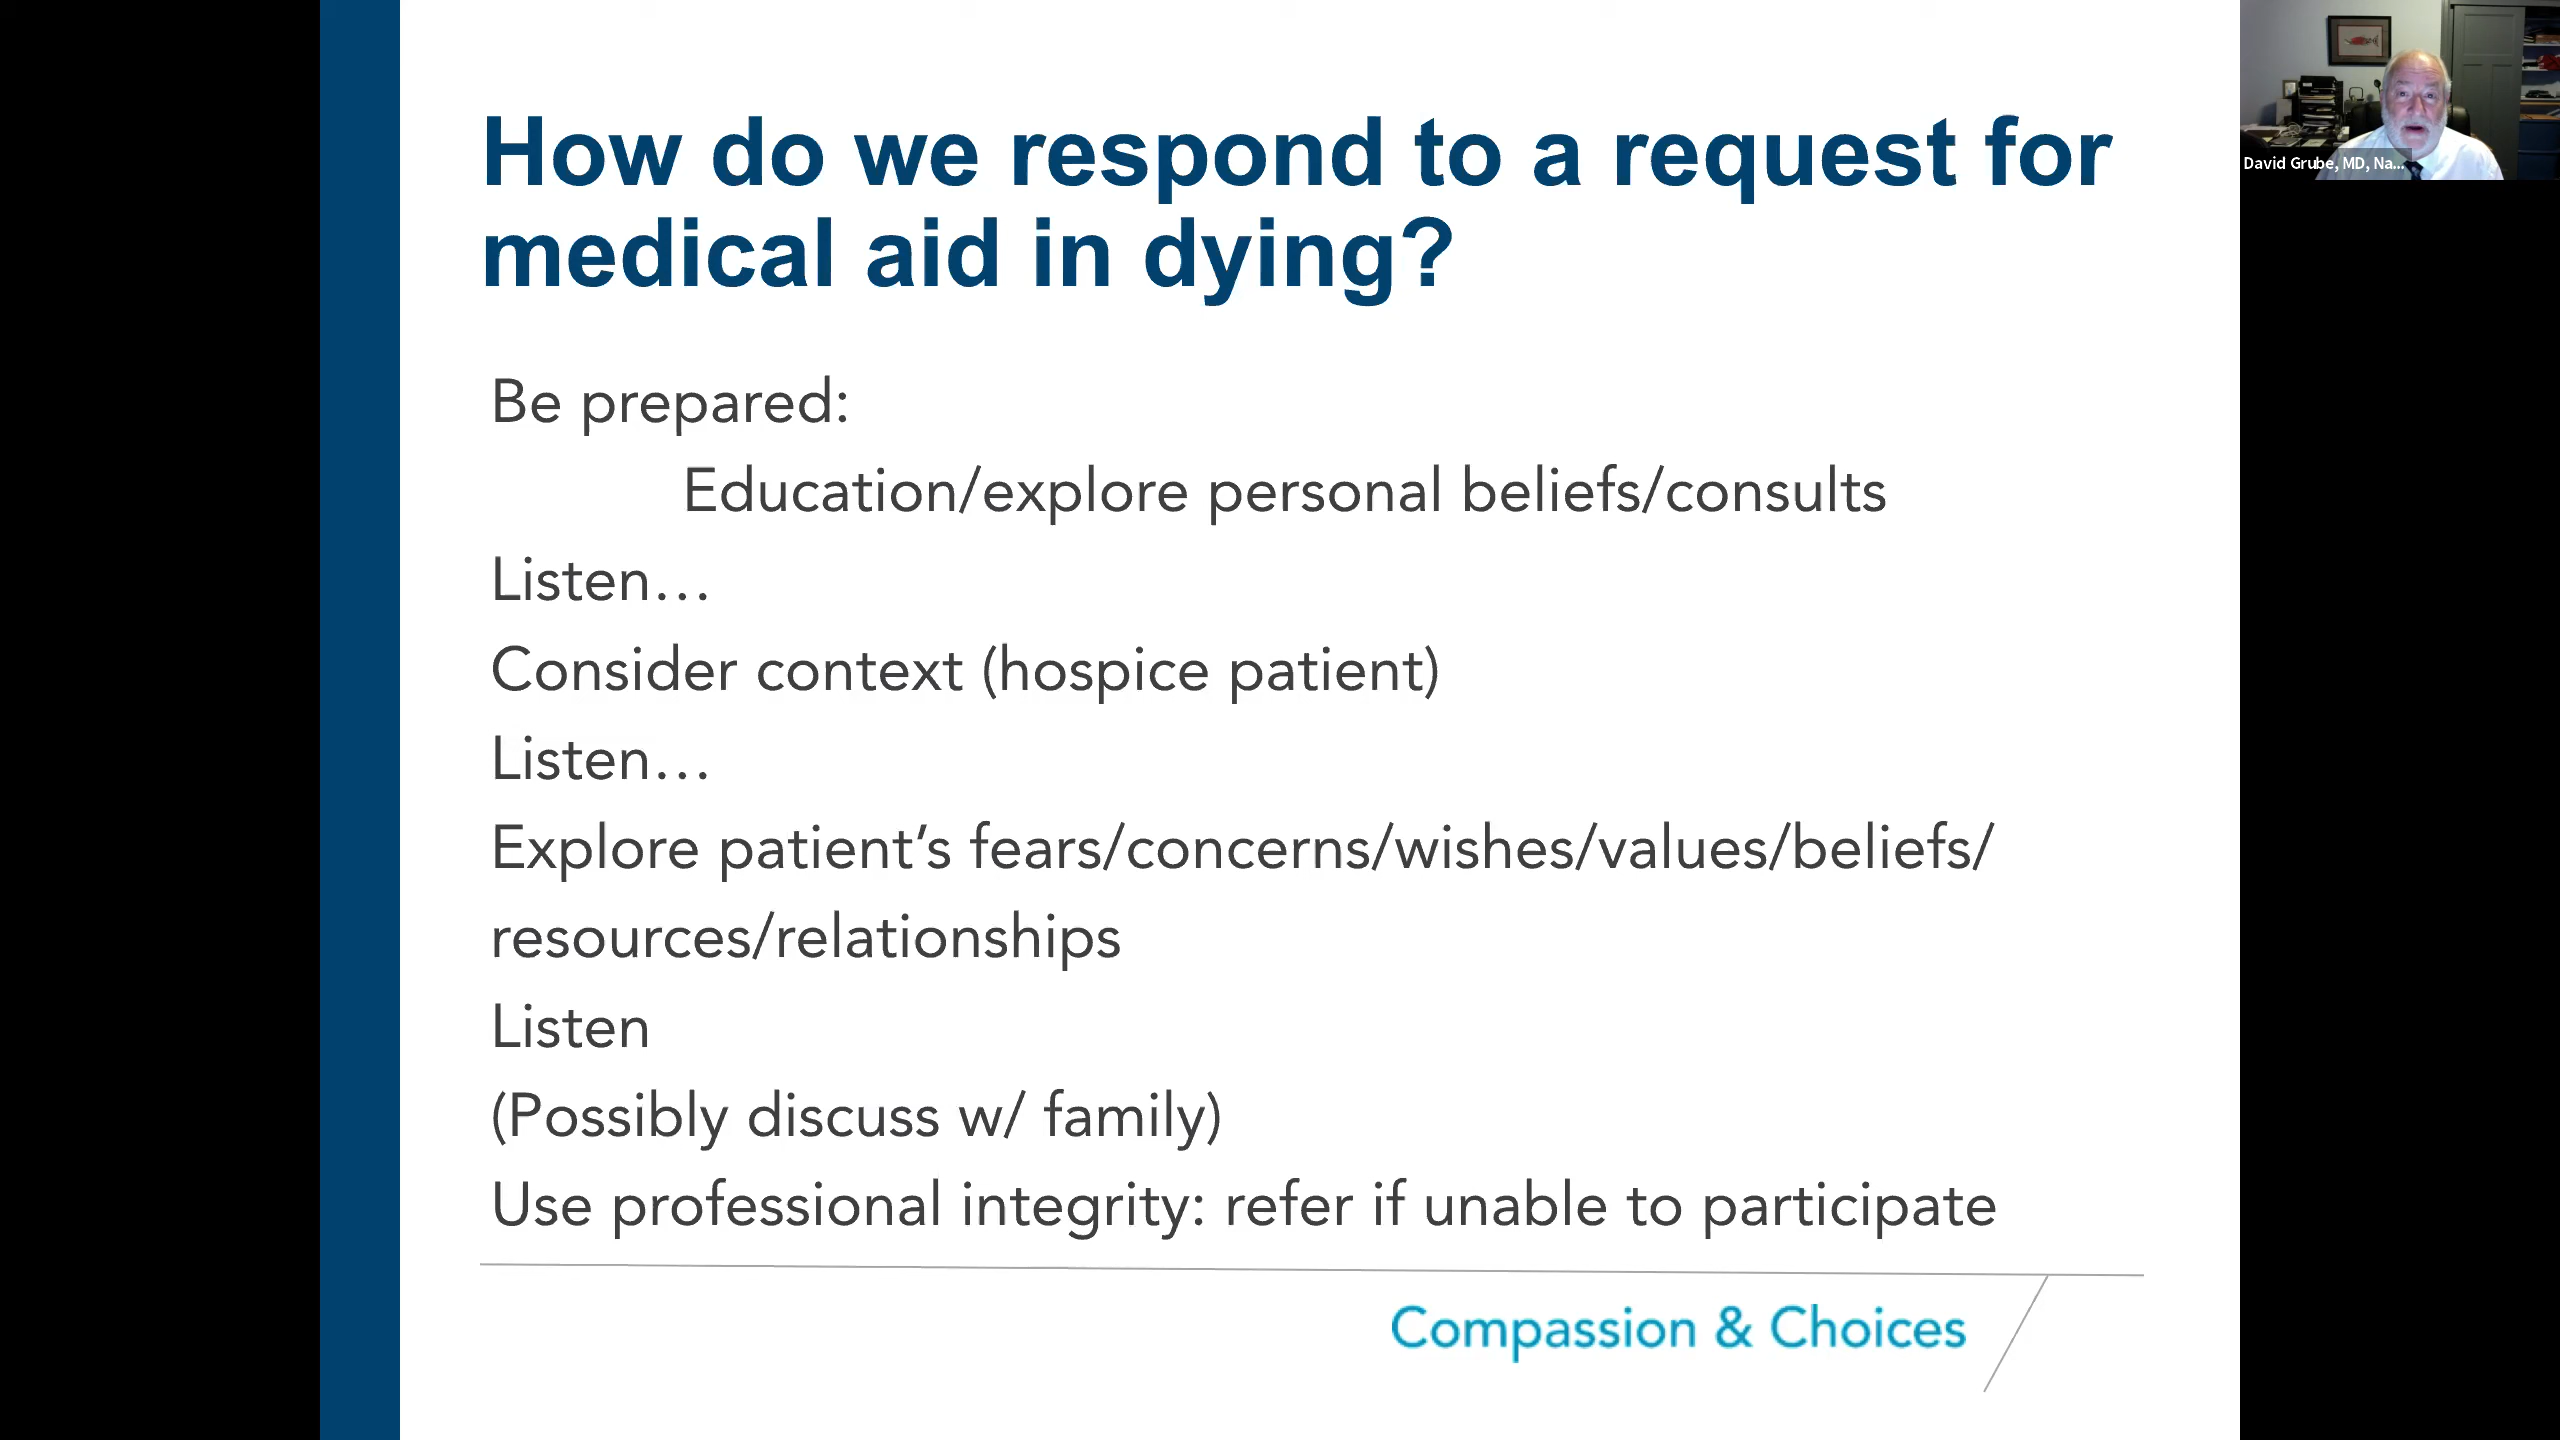 How do we respond to a request for
medical aid in dying?
Be prepared:
Education/explore personal beliefs/consults
Listen…
Consider context (hospice patient)
Listen…
Explore patient’s fears/concerns/wishes/values/beliefs/
resources/relationships
Listen
(Possibly discuss w/ family)
Use professional integrity: refer if unable to participate
Compassion & Choices
David Grube, MD, Na...